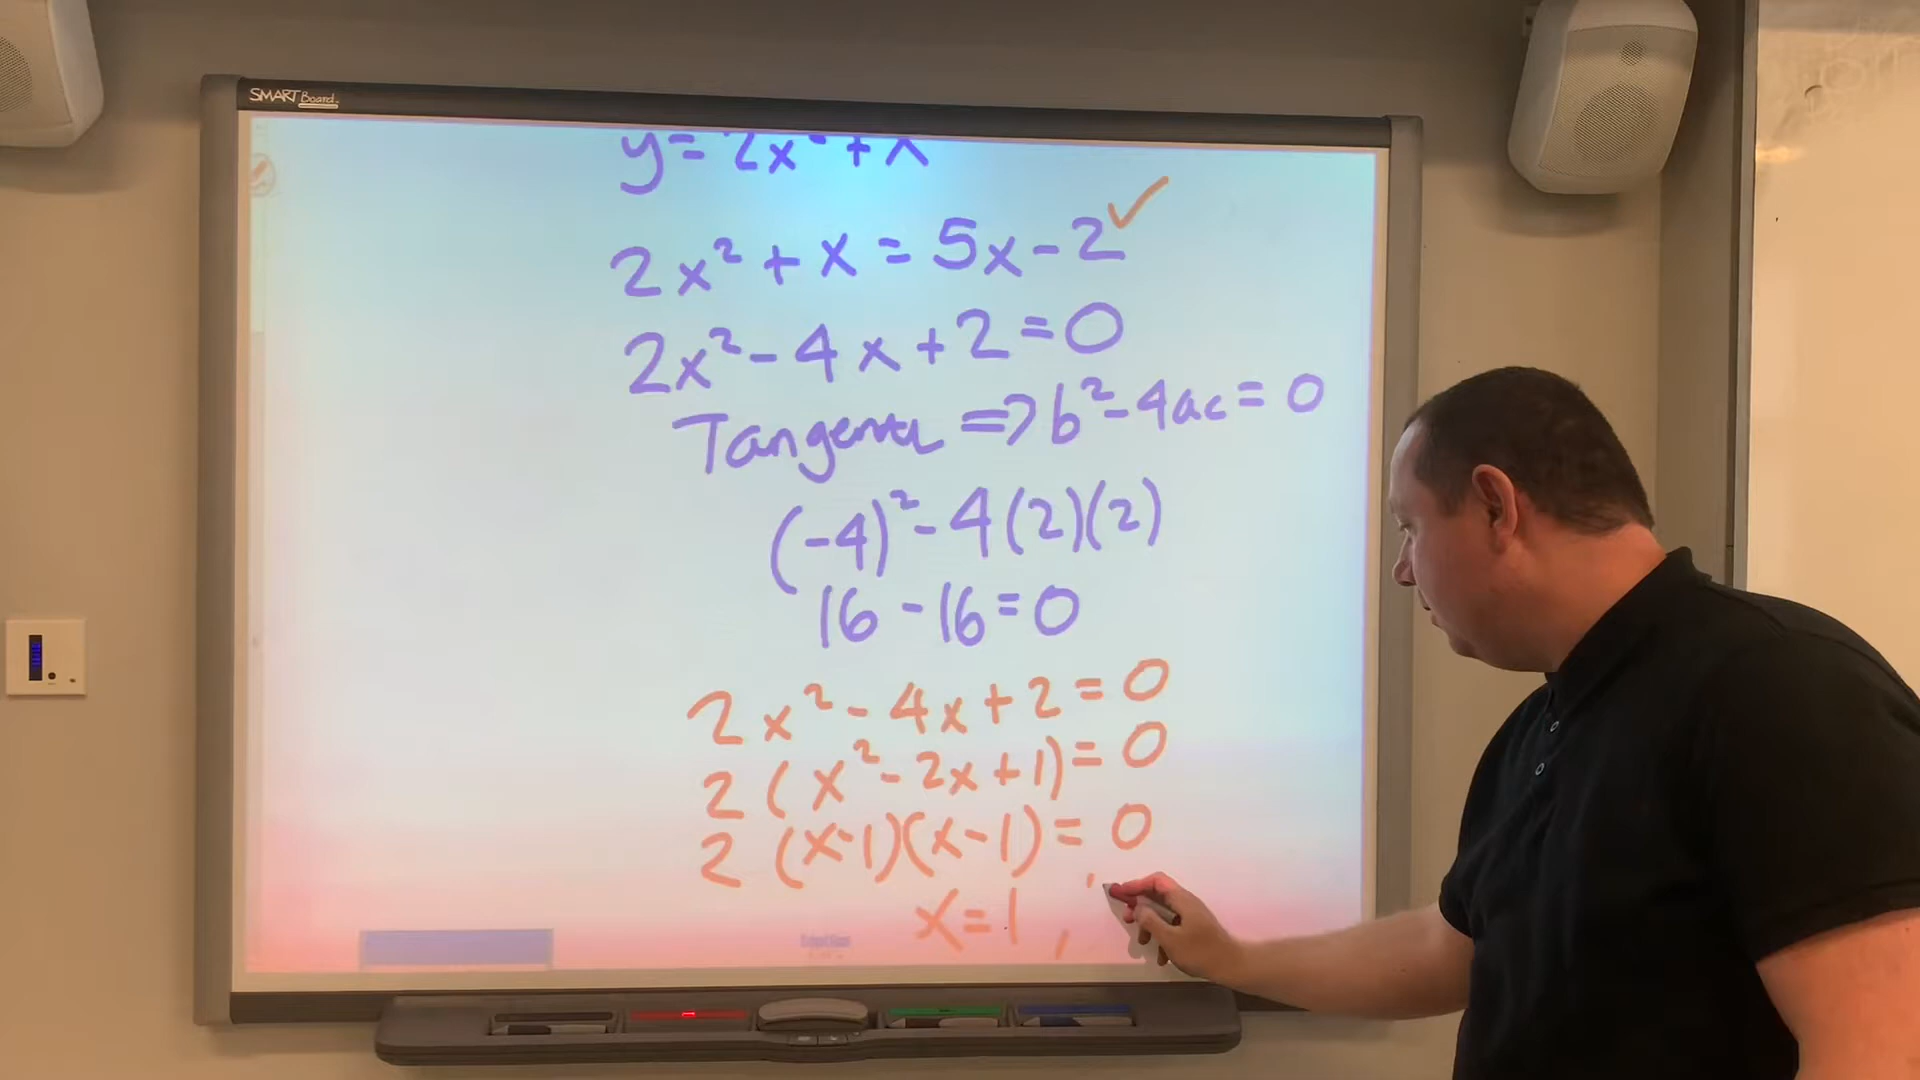 SMART Board
y = 2x² + x
2x² + x = 5x - 2 ✓
2x² - 4x + 2 = 0
Tangency => b² - 4ac = 0
(-4)² - 4(2)(2)
16 - 16 = 0
2x² - 4x + 2 = 0
2(x² - 2x + 1) = 0
2(x-1)(x-1) = 0
x = 1 ,